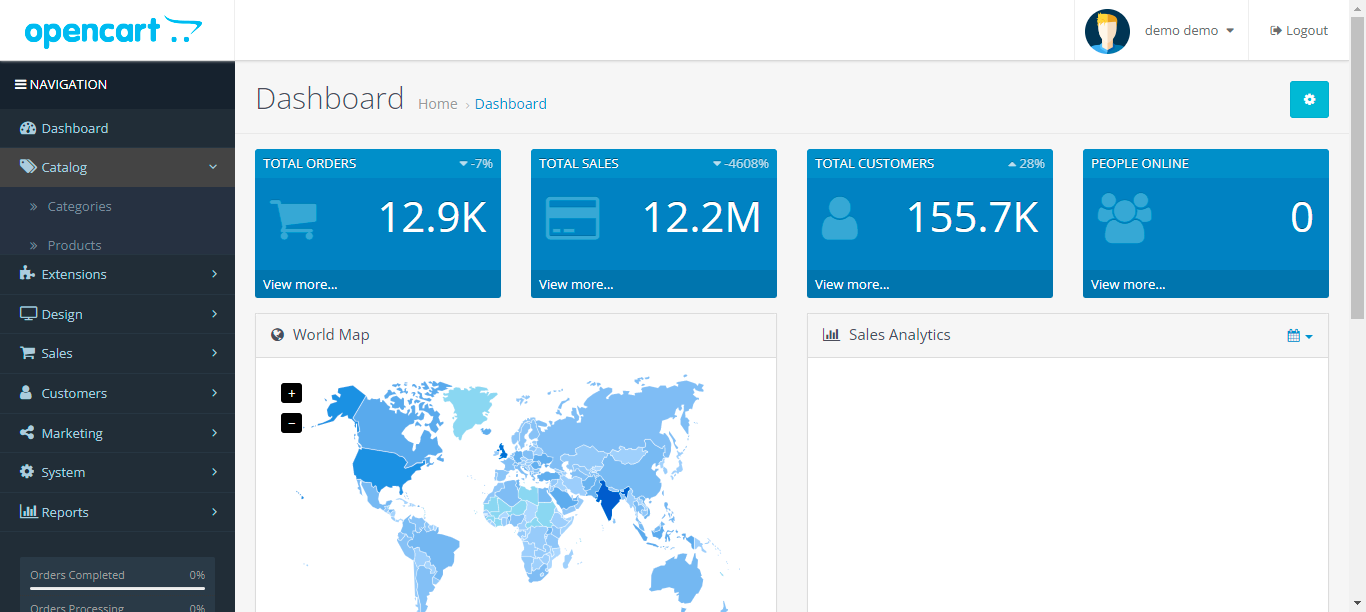 opencart
demo demo
Logout
NAVIGATION
Dashboard
Catalog
Categories
Products
Extensions
Design
Sales
Customers
Marketing
System
Reports
Orders Completed 0%
Orders Processing 0%
Dashboard Home › Dashboard
TOTAL ORDERS -7%
12.9K
View more...
TOTAL SALES -4608%
12.2M
View more...
TOTAL CUSTOMERS 28%
155.7K
View more...
PEOPLE ONLINE
0
View more...
World Map
+
−
Sales Analytics